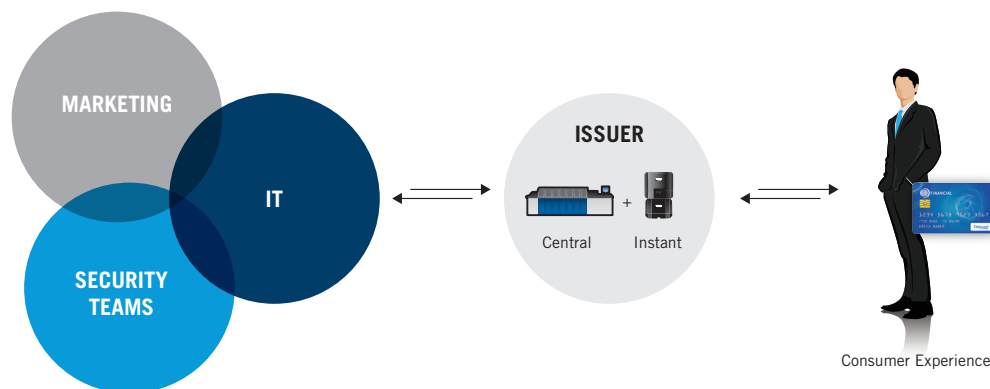 MARKETING
IT
SECURITY
TEAMS
ISSUER
+
Central
Instant
FINANCIAL
Consumer Experience